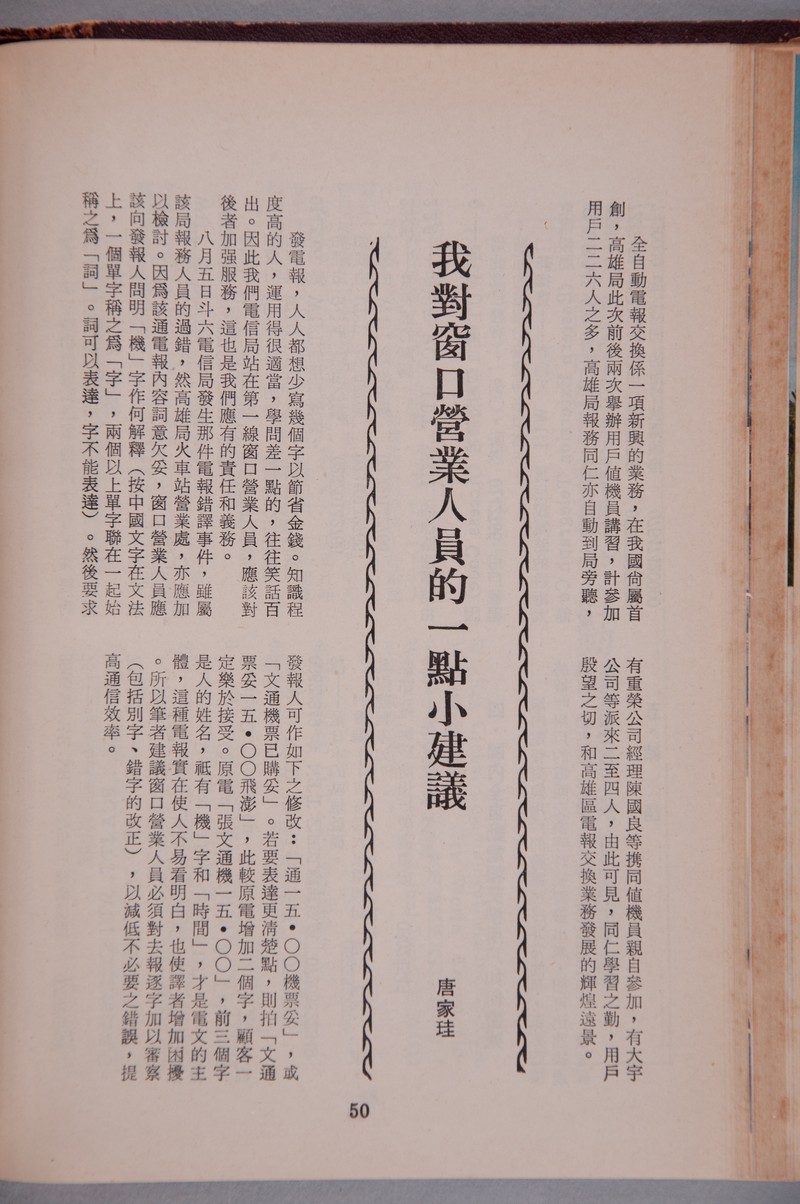 全自動電報交換係一項新興的業務，在我國尙屬首
創，高雄局此次前後兩次舉辦用戶値機員講習，計參加
用戶二二六人之多，高雄局報務同仁亦自動到局旁聽，
有重榮公司經理陳國良等携同値機員親自參加，有大宇
公司等派來二至四人，由此可見，同仁學習之勤，用戶
殷望之切，和高雄區電報交換業務發展的輝煌遠景。
我對窗口營業人員的一點小建議
唐家珪
發電報，人人都想少寫幾個字以節省金錢。知識程
度高的人，運用得很適當，學問差一點的，往往笑話百
出。因此我們電信局站在第一線窗口營業人員，應該對
後者加强服務，這也是我們應有的責任和義務。
八月五日斗六電信局發生那件電報錯譯事件，雖屬
該局報務人員的過錯，然高雄局火車站營業處，亦應加
以檢討。因爲該通電報內容詞意欠妥，窗口營業人員應
該向發報人問明「機」字作何解釋（按中國文字在文法
上，一個單字稱之爲「字」，兩個以上單字聯在一起始
稱之爲「詞」。詞可以表達，字不能表達）。然後要求
發報人可作如下之修改：「通一五•〇〇機票妥」，或
「文通機票已購妥」。若要表達更淸楚點，則拍「文通
票妥一五•〇〇飛澎」，此較原電增加二個字，顧客一
定樂於接受。原電「張文通機一五•〇〇」，前三個字
是人的姓名，祗有「機」字和「時間」，才是電文的主
體，這種電報實在使人不易看明白，也使譯者增加困擾
。所以筆者建議窗口營業人員必須對去報逐字加以審察
（包括別字、錯字的改正），以減低不必要之錯誤，提
高通信效率。
50